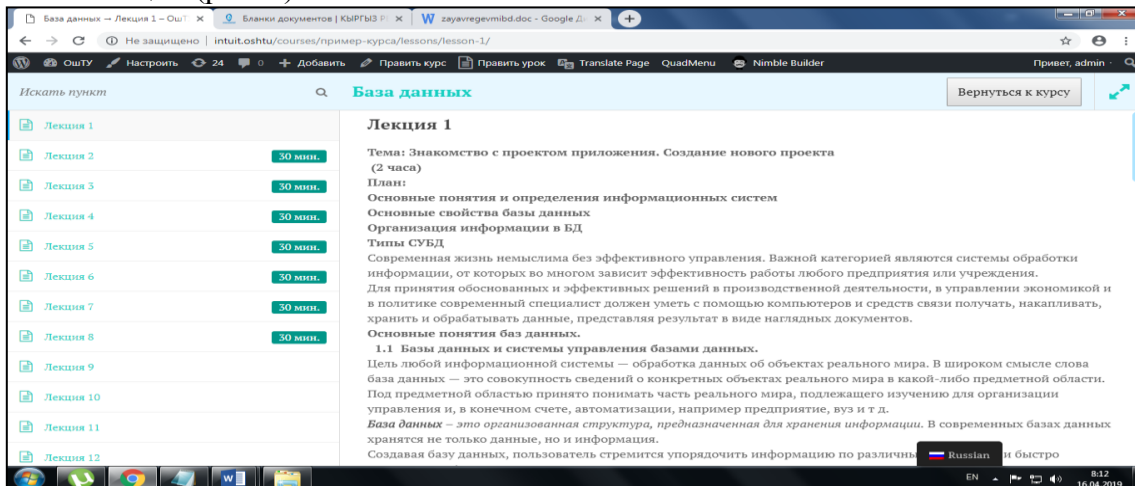 База данных → Лекция 1 – ОшТ
Бланки документов | КЫРГЫЗ Р
zayavregevmibd.doc - Google Д
Не защищено | intuit.oshtu/courses/пример-курса/lessons/lesson-1/
ОшТУ Настроить 24 0 Добавить Править курс Править урок Translate Page QuadMenu Nimble Builder Привет, admin
Искать пункт
База данных
Вернуться к курсу
Лекция 1
Лекция 2 30 мин.
Лекция 3 30 мин.
Лекция 4 30 мин.
Лекция 5 30 мин.
Лекция 6 30 мин.
Лекция 7 30 мин.
Лекция 8 30 мин.
Лекция 9
Лекция 10
Лекция 11
Лекция 12
Лекция 1
Тема: Знакомство с проектом приложения. Создание нового проекта
(2 часа)
План:
Основные понятия и определения информационных систем
Основные свойства базы данных
Организация информации в БД
Типы СУБД
Современная жизнь немыслима без эффективного управления. Важной категорией являются системы обработки
информации, от которых во многом зависит эффективность работы любого предприятия или учреждения.
Для принятия обоснованных и эффективных решений в производственной деятельности, в управлении экономикой и
в политике современный специалист должен уметь с помощью компьютеров и средств связи получать, накапливать,
хранить и обрабатывать данные, представляя результат в виде наглядных документов.
Основные понятия баз данных.
1.1 Базы данных и системы управления базами данных.
Цель любой информационной системы — обработка данных об объектах реального мира. В широком смысле слова
база данных — это совокупность сведений о конкретных объектах реального мира в какой-либо предметной области.
Под предметной областью принято понимать часть реального мира, подлежащего изучению для организации
управления и, в конечном счете, автоматизации, например предприятие, вуз и т д.
База данных – это организованная структура, предназначенная для хранения информации. В современных базах данных
хранятся не только данные, но и информация.
Создавая базу данных, пользователь стремится упорядочить информацию по различны и быстро
Russian
EN 8:12
16.04.2019